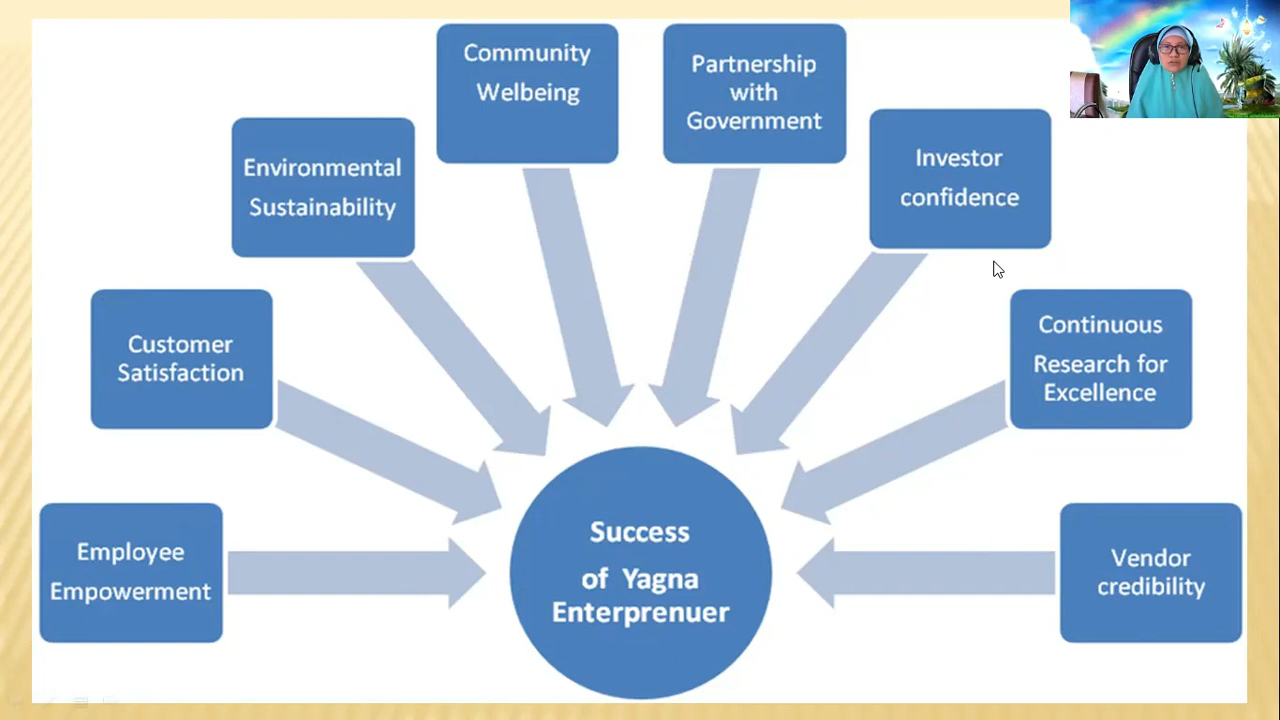 Community
Welbeing
Partnership
with
Government
Investor
confidence
Environmental
Sustainability
Continuous
Research for
Excellence
Customer
Satisfaction
Employee
Empowerment
Success
of Yagna
Enterprenuer
Vendor
credibility